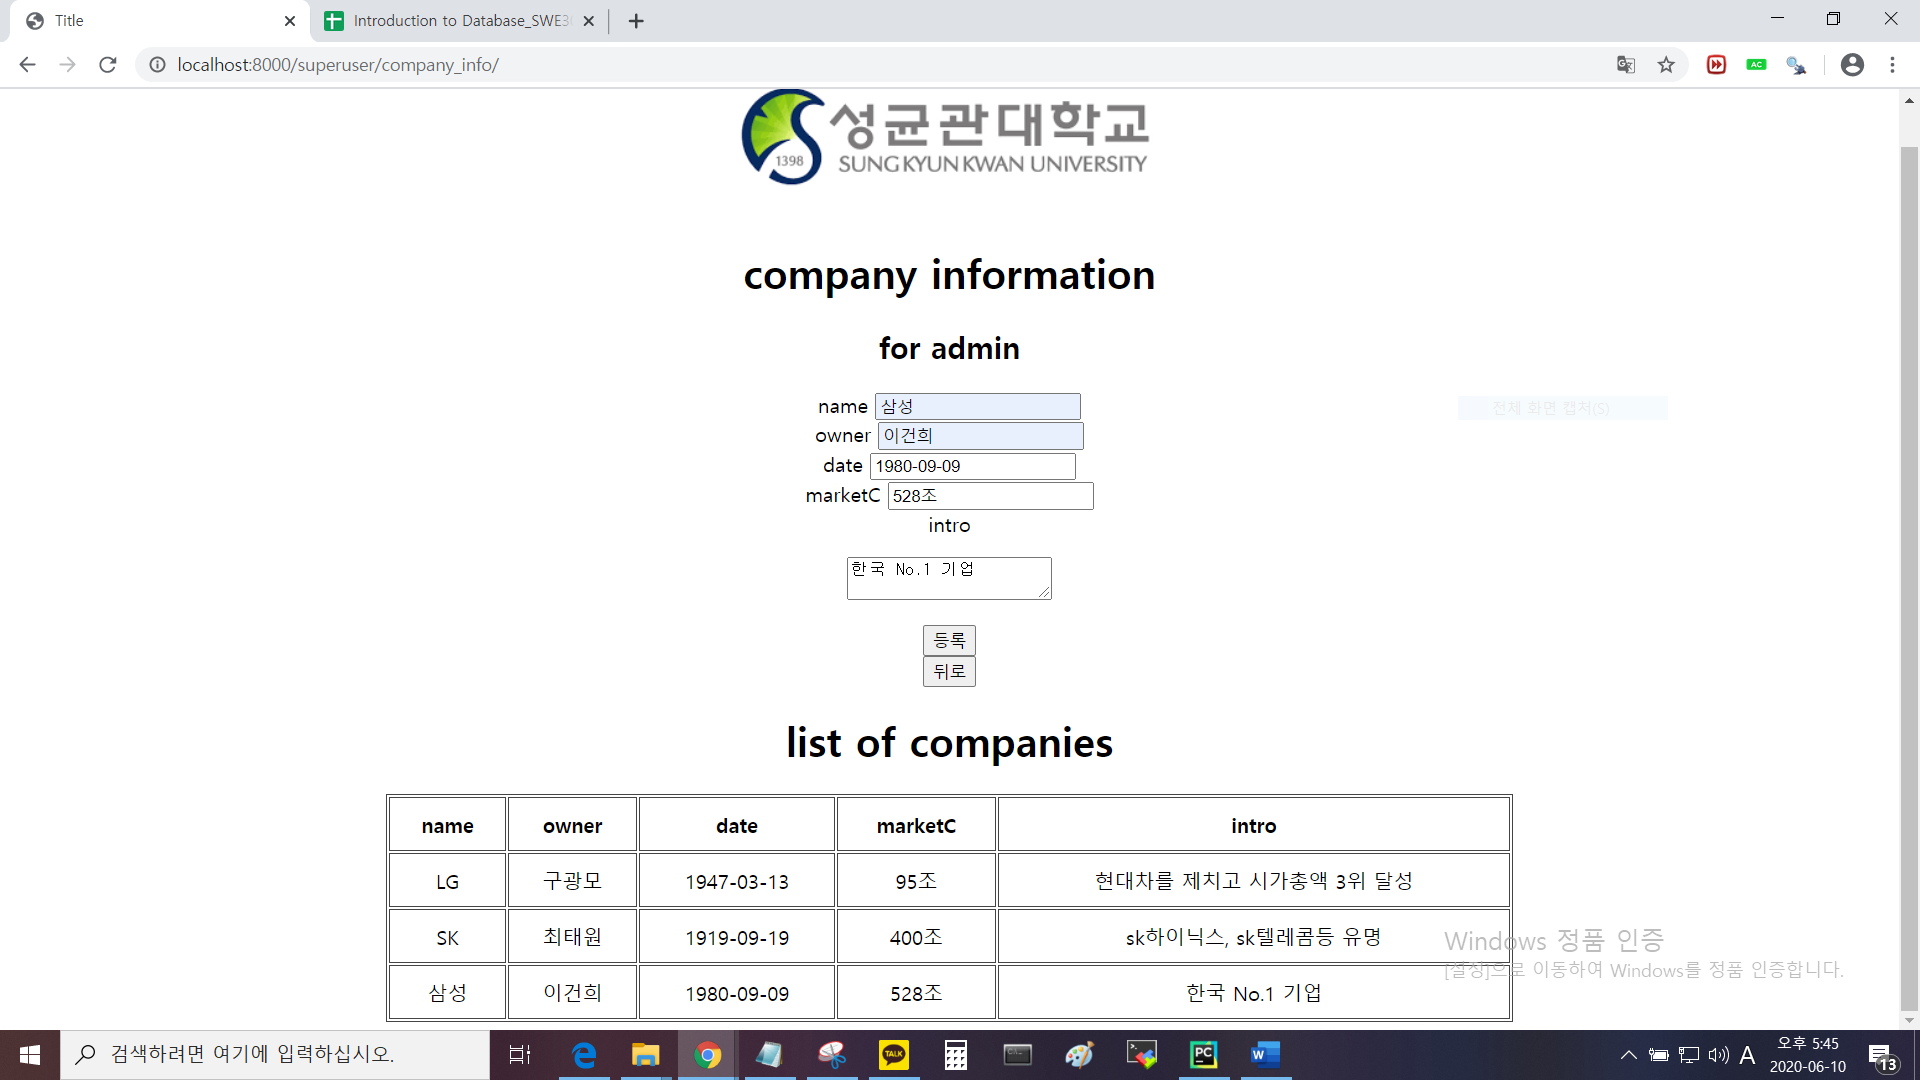 Title
Introduction to Database_SWE3
localhost:8000/superuser/company_info/
AC
성균관대학교
SUNG KYUN KWAN UNIVERSITY
1398
company information
for admin
name 삼성
전체 화면 캡처(S)
owner 이건희
date 1980-09-09
marketC 528조
intro
한국 No.1 기업
등록
뒤로
list of companies
name owner date marketC intro
LG 구광모 1947-03-13 95조 현대차를 제치고 시가총액 3위 달성
SK 최태원 1919-09-19 400조 sk하이닉스, sk텔레콤등 유명
삼성 이건희 1980-09-09 528조 한국 No.1 기업
Windows 정품 인증
[설정]으로 이동하여 Windows를 정품 인증합니다.
검색하려면 여기에 입력하십시오.
TALK
PC
W
A
오후 5:45
2020-06-10
13